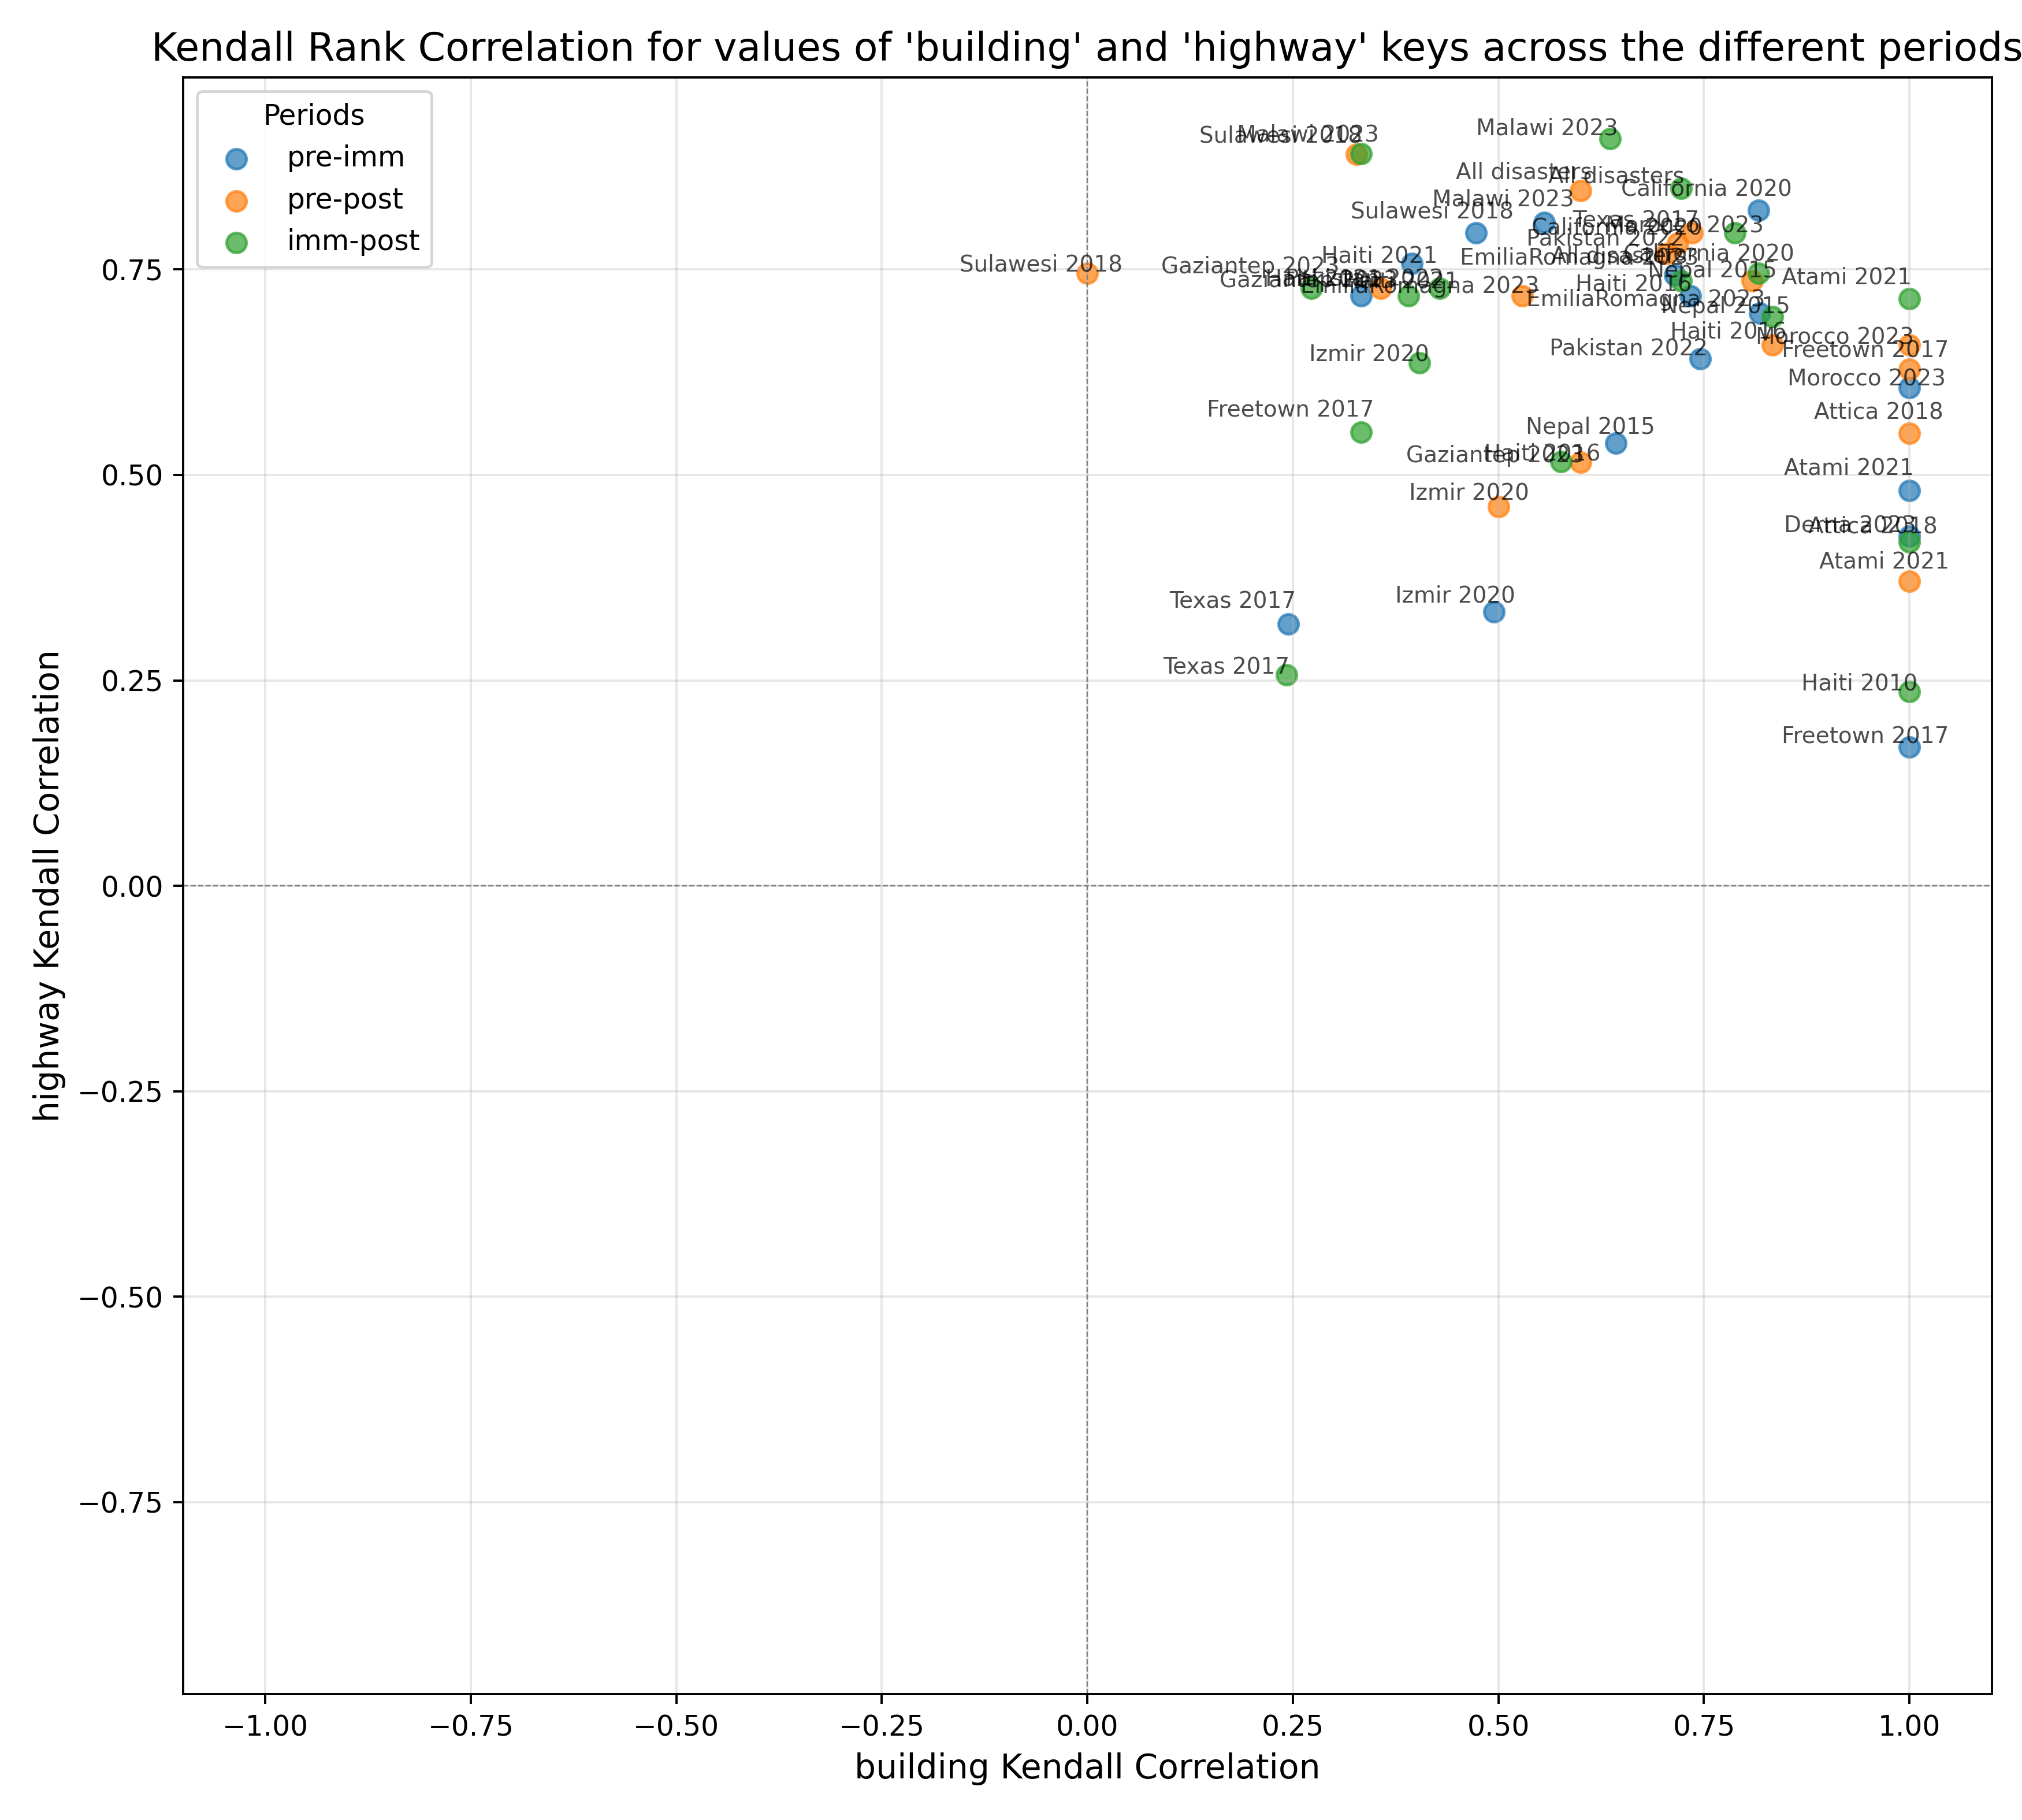 Kendall Rank Correlation for values of 'building' and 'highway' keys across the different periods
Periods
pre-imm
pre-post
imm-post
Sulawesi 2018
Malawi 2023
Malawi 2023
All disasters
All disasters
California 2020
Malawi 2023
Sulawesi 2018
Texas 2017
Morocco 2023
California 2020
Pakistan 2022
Haiti 2021
EmiliaRomagna 2023
All disasters
California 2020
Sulawesi 2018
Gaziantep 2023
Nepal 2015
Atami 2021
Gaziantep 2023
Haiti 2021
Pakistan 2022
EmiliaRomagna 2023
Haiti 2016
EmiliaRomagna 2023
Nepal 2015
Haiti 2016
Morocco 2023
Pakistan 2022
Freetown 2017
Izmir 2020
Morocco 2023
Freetown 2017
Attica 2018
Nepal 2015
Gaziantep 2023
Haiti 2016
Atami 2021
Izmir 2020
Derna 2023
Attica 2018
Atami 2021
Texas 2017
Izmir 2020
Texas 2017
Haiti 2010
Freetown 2017
0.75
0.50
0.25
0.00
−0.25
−0.50
−0.75
highway Kendall Correlation
−1.00
−0.75
−0.50
−0.25
0.00
0.25
0.50
0.75
1.00
building Kendall Correlation